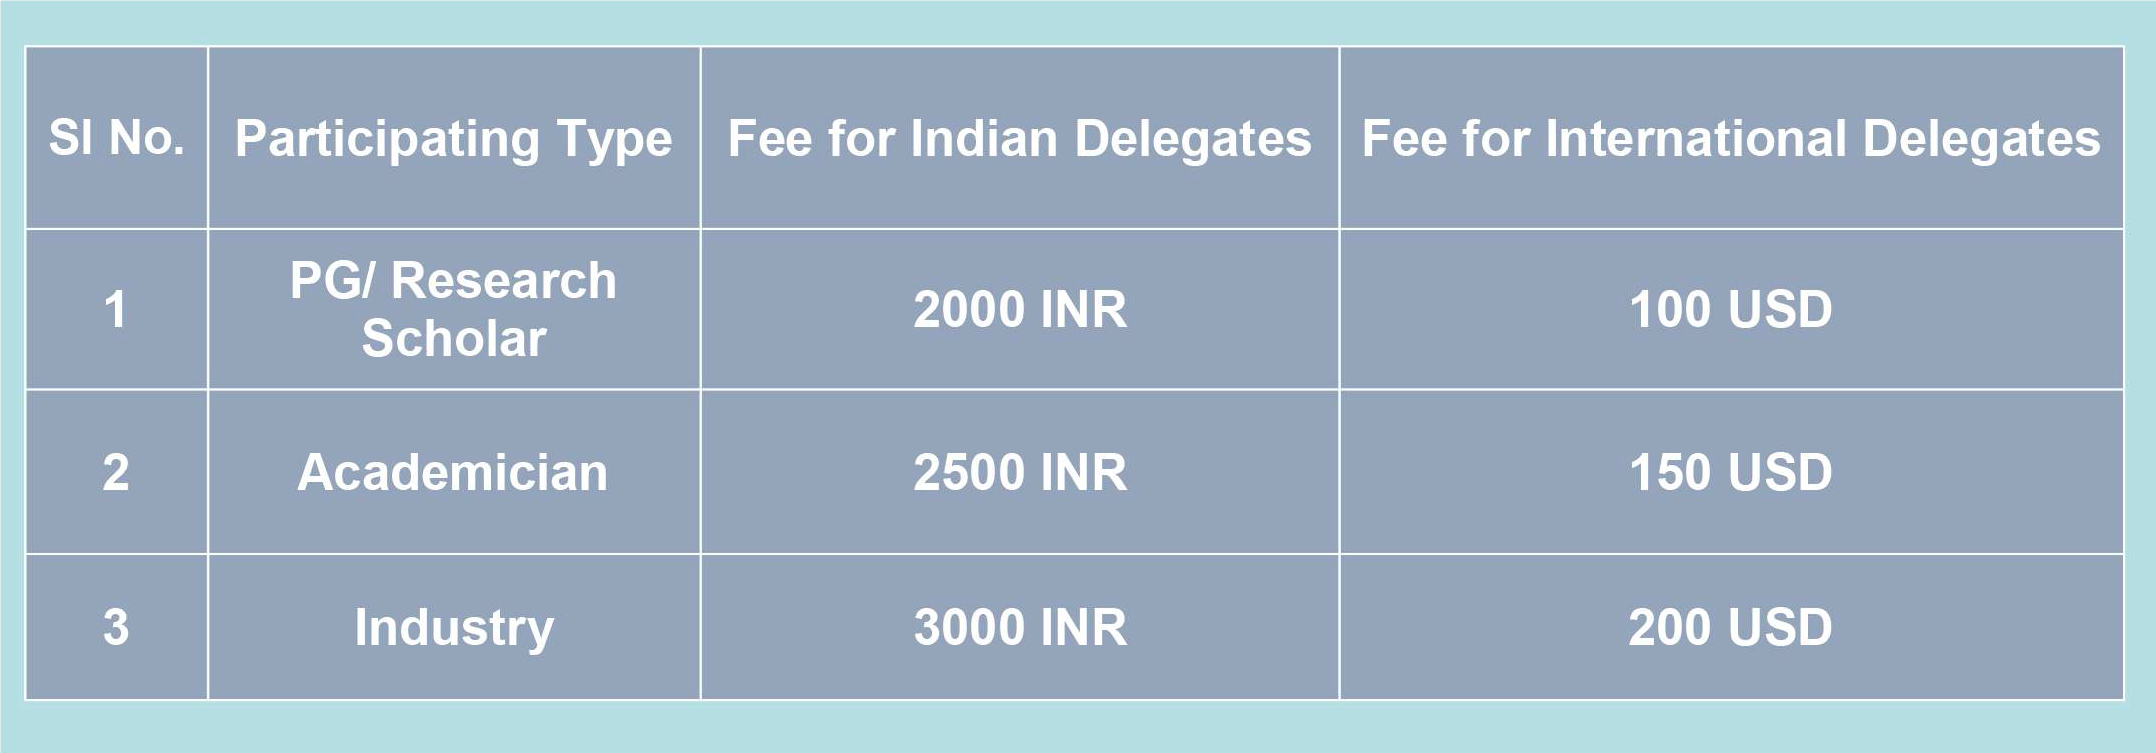 Sl No. Participating Type Fee for Indian Delegates Fee for International Delegates
1 PG/ Research Scholar 2000 INR 100 USD
2 Academician 2500 INR 150 USD
3 Industry 3000 INR 200 USD